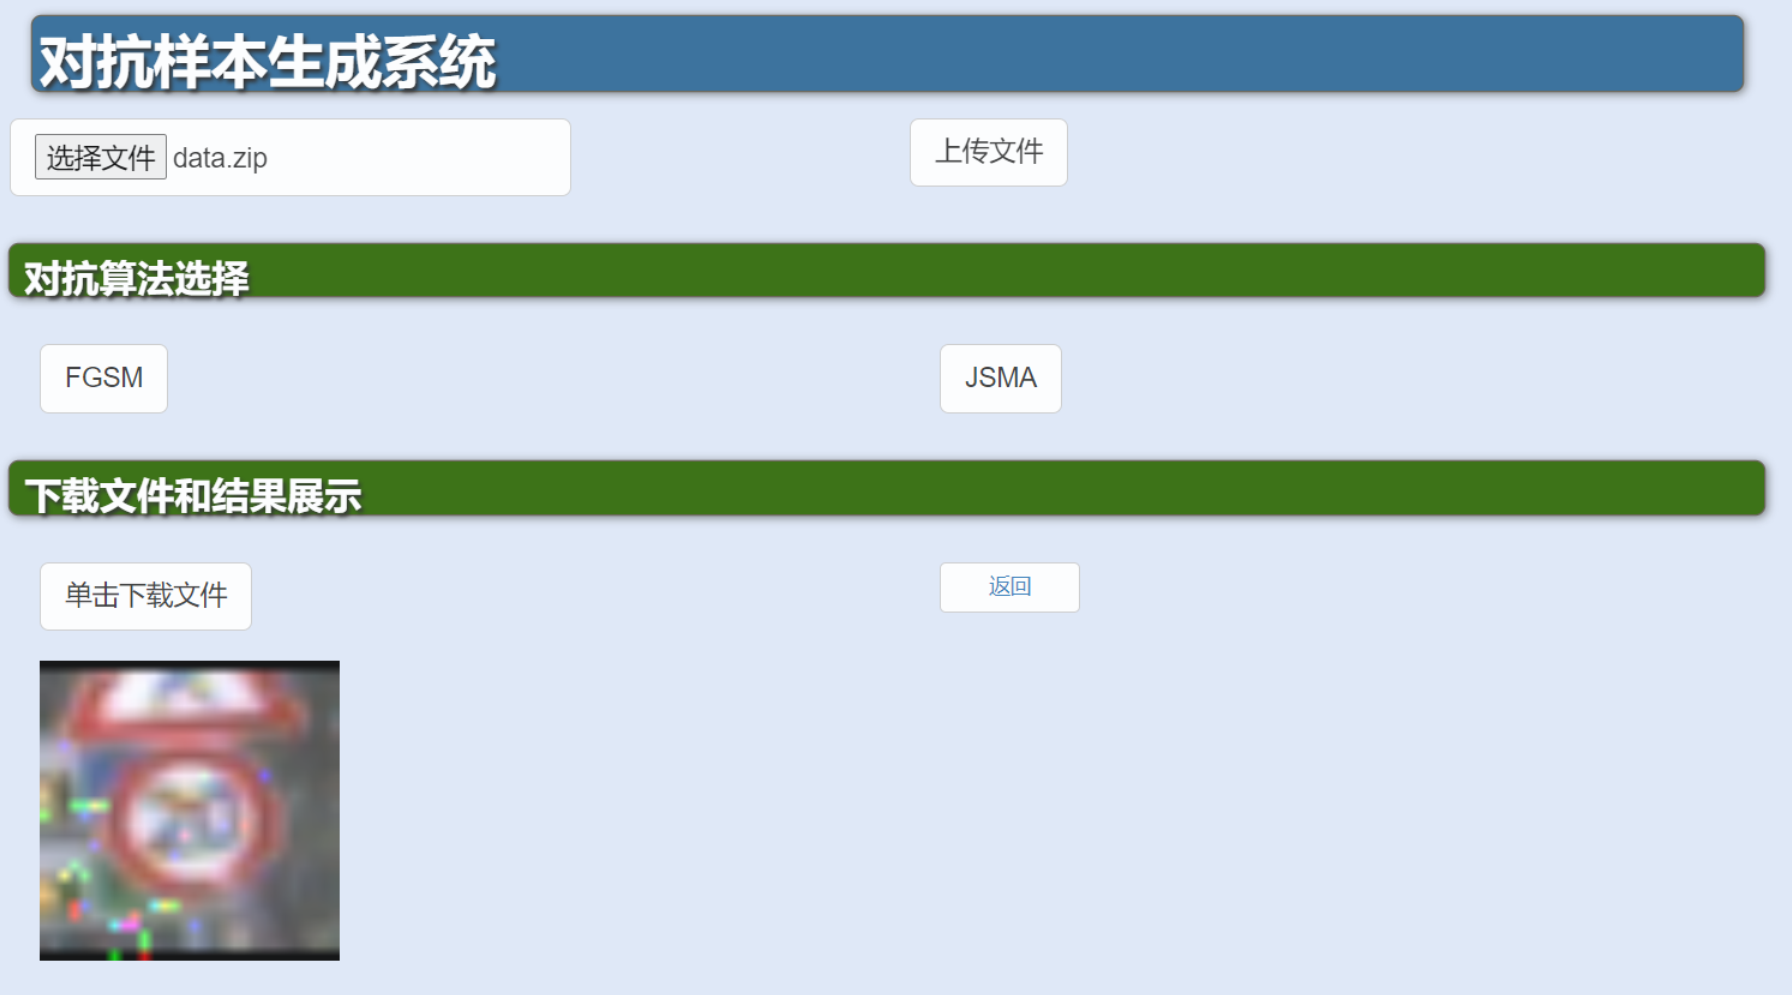 对抗样本生成系统
选择文件 data.zip
上传文件
对抗算法选择
FGSM
JSMA
下载文件和结果展示
单击下载文件
返回